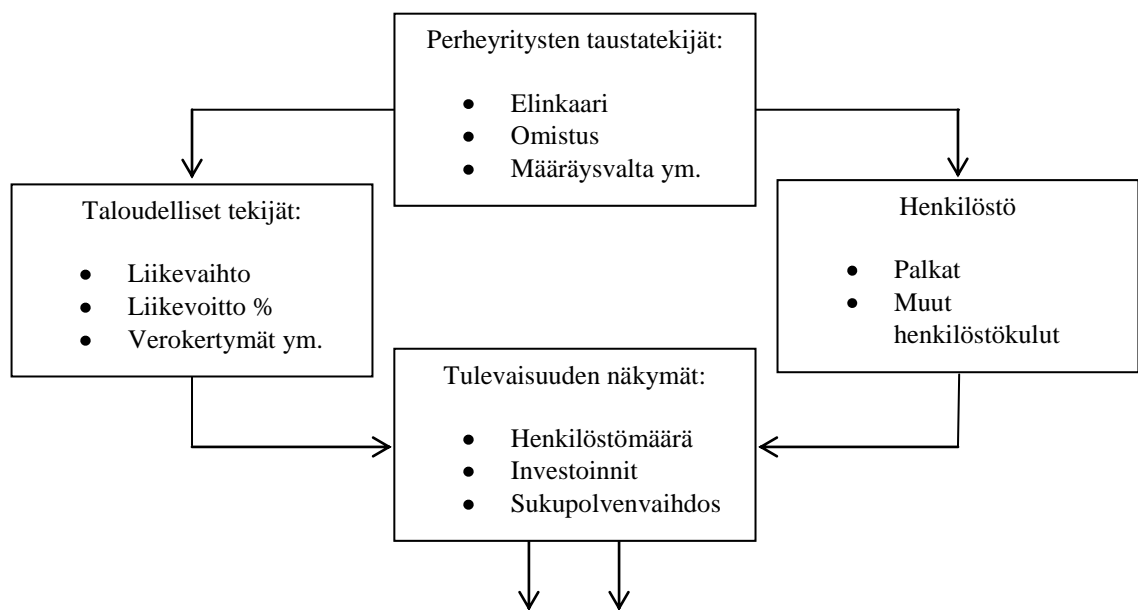 Perheyritysten taustatekijät:
● Elinkaari
● Omistus
● Määräysvalta ym.
Taloudelliset tekijät:
● Liikevaihto
● Liikevoitto %
● Verokertymät ym.
Henkilöstö
● Palkat
● Muut
henkilöstökulut
Tulevaisuuden näkymät:
● Henkilöstömäärä
● Investoinnit
● Sukupolvenvaihdos